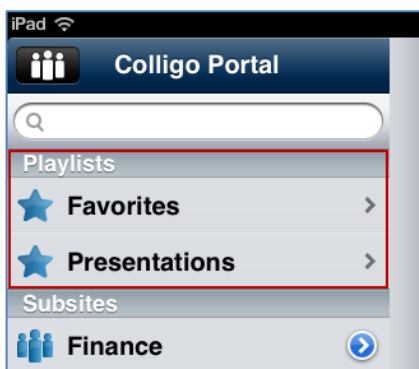 iPad
Colligo Portal
Playlists
Favorites
Presentations
Subsites
Finance